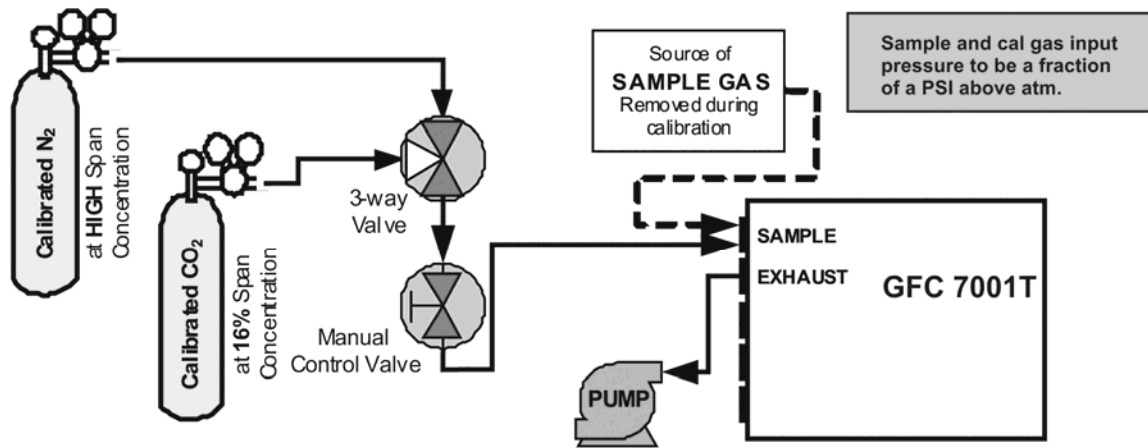 Calibrated N₂
at HIGH Span
Concentration
Calibrated CO₂
at 16% Span
Concentration
3-way
Valve
Manual
Control Valve
Source of
SAMPLE GAS
Removed during
calibration
Sample and cal gas input
pressure to be a fraction
of a PSI above atm.
SAMPLE
EXHAUST
GFC 7001T
PUMP